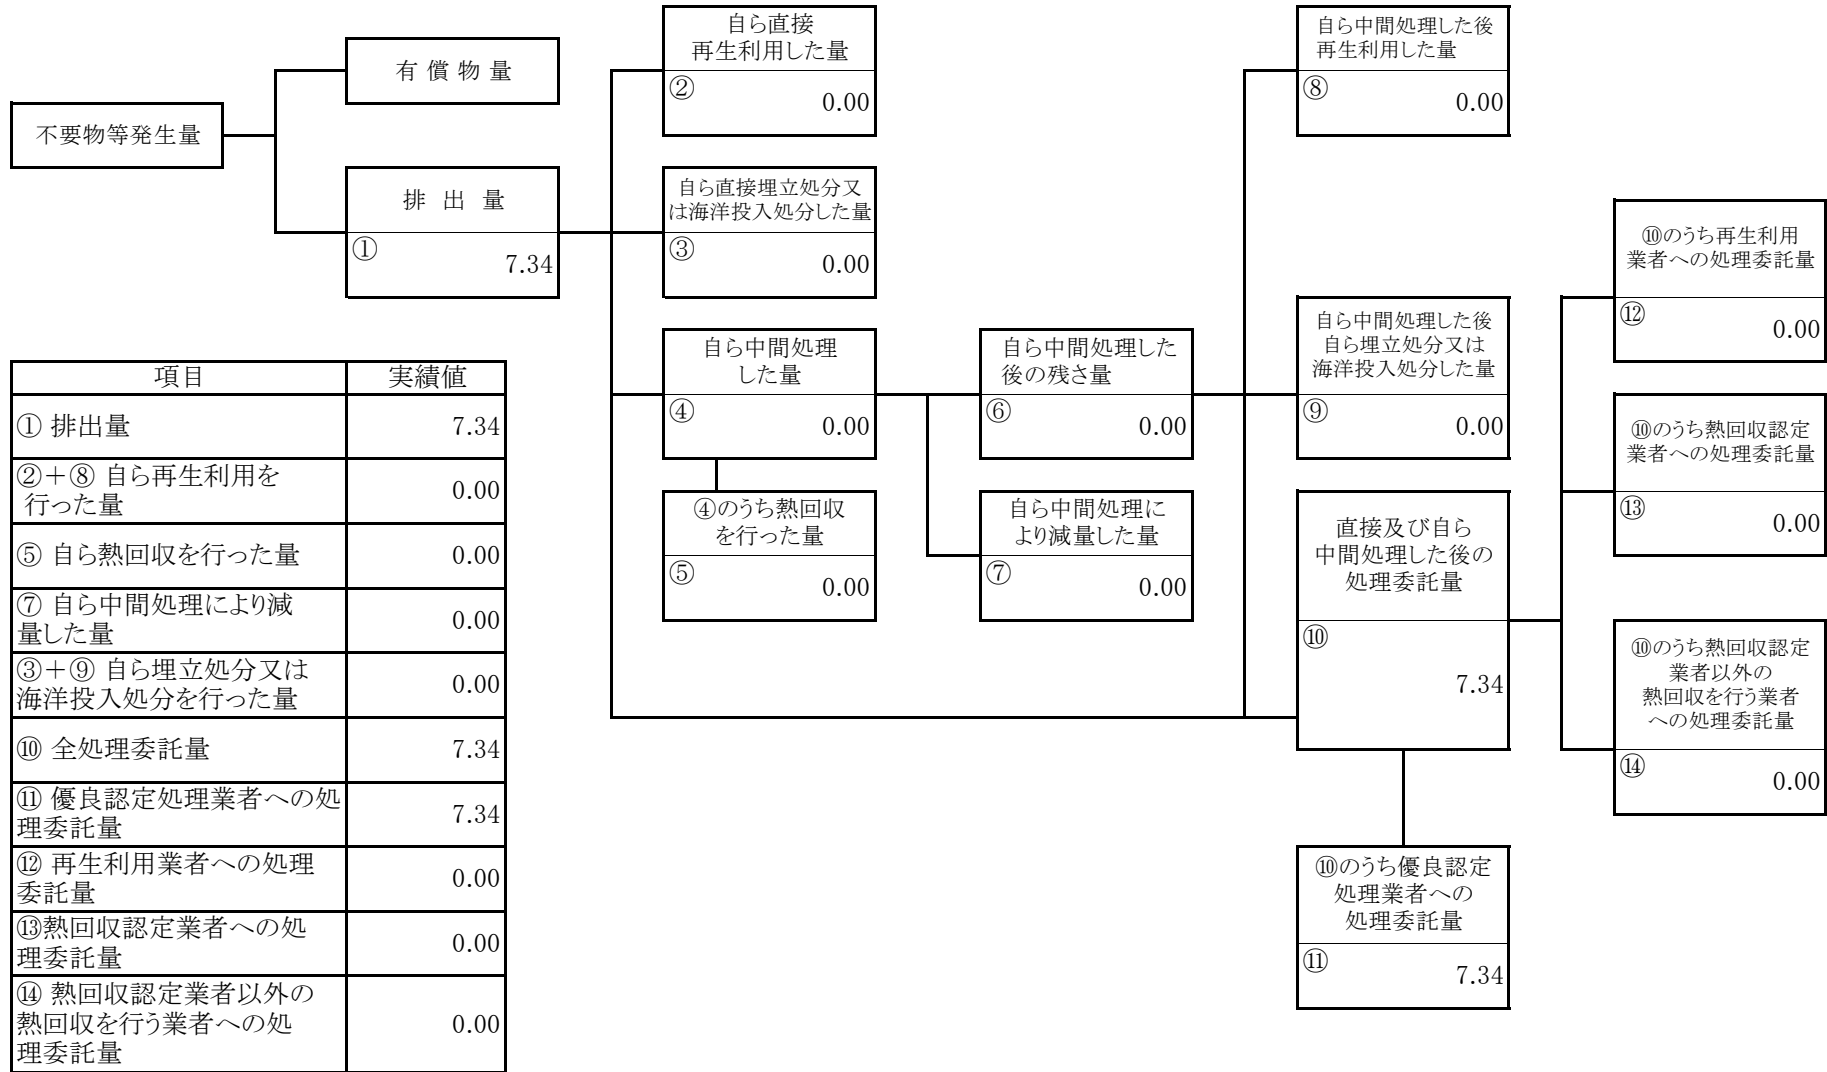 不要物等発生量
有 償 物 量
排 出 量
①
7.34
自ら直接
再生利用した量
②
0.00
自ら直接埋立処分又
は海洋投入処分した量
③
0.00
自ら中間処理
した量
④
0.00
④のうち熱回収
を行った量
⑤
0.00
自ら中間処理した
後の残さ量
⑥
0.00
自ら中間処理に
より減量した量
⑦
0.00
自ら中間処理した後
再生利用した量
⑧
0.00
自ら中間処理した後
自ら埋立処分又は
海洋投入処分した量
⑨
0.00
直接及び自ら
中間処理した後の
処理委託量
⑩
7.34
⑩のうち優良認定
処理業者への
処理委託量
⑪
7.34
⑩のうち再生利用
業者への処理委託量
⑫
0.00
⑩のうち熱回収認定
業者への処理委託量
⑬
0.00
⑩のうち熱回収認定
業者以外の
熱回収を行う業者
への処理委託量
⑭
0.00
項目 実績値
① 排出量 7.34
②+⑧ 自ら再生利用を
行った量 0.00
⑤ 自ら熱回収を行った量 0.00
⑦ 自ら中間処理により減
量した量 0.00
③+⑨ 自ら埋立処分又は
海洋投入処分を行った量 0.00
⑩ 全処理委託量 7.34
⑪ 優良認定処理業者への処
理委託量 7.34
⑫ 再生利用業者への処理
委託量 0.00
⑬熱回収認定業者への処
理委託量 0.00
⑭ 熱回収認定業者以外の
熱回収を行う業者への処
理委託量 0.00